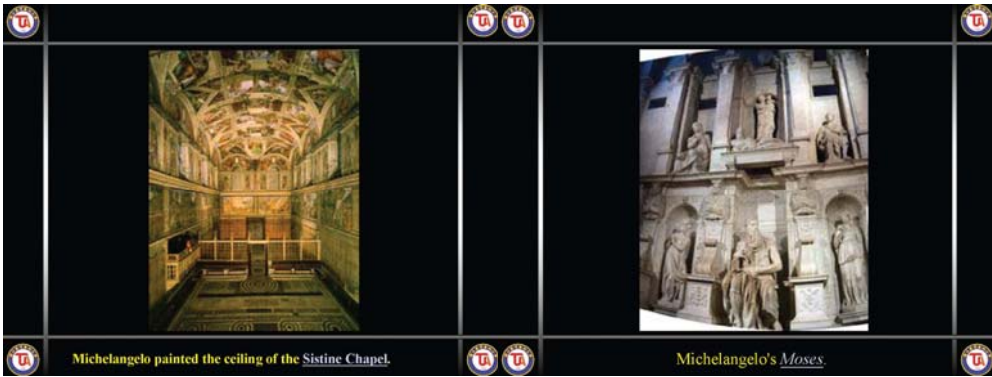 Michelangelo painted the ceiling of the Sistine Chapel.
Michelangelo's Moses.